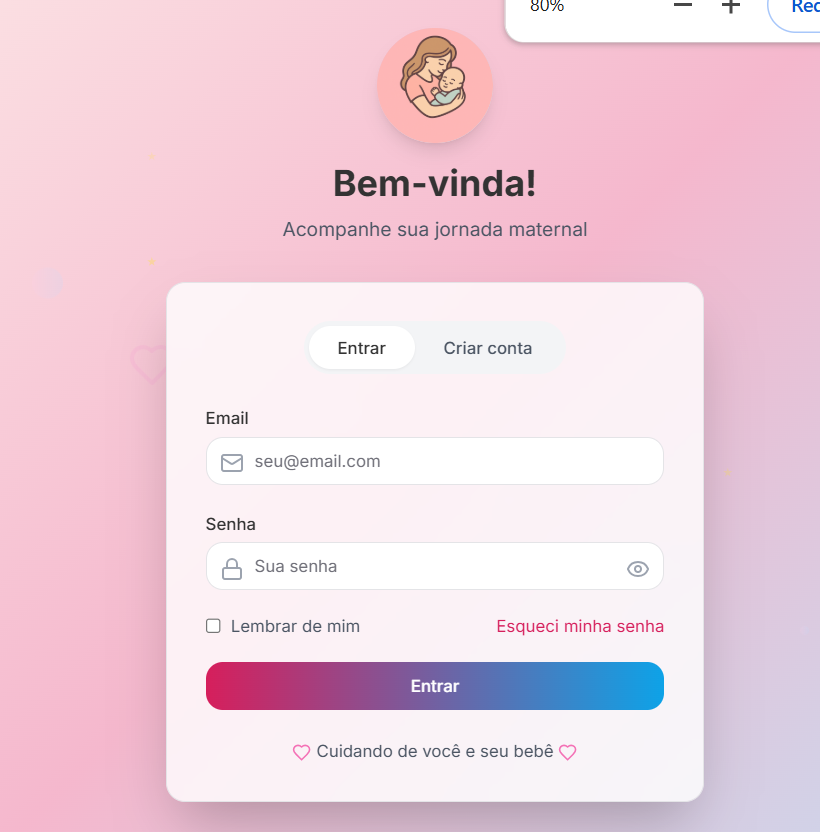 80%
Bem-vinda!
Acompanhe sua jornada maternal
Entrar
Criar conta
Email
seu@email.com
Senha
Sua senha
Lembrar de mim
Esqueci minha senha
Entrar
Cuidando de você e seu bebê